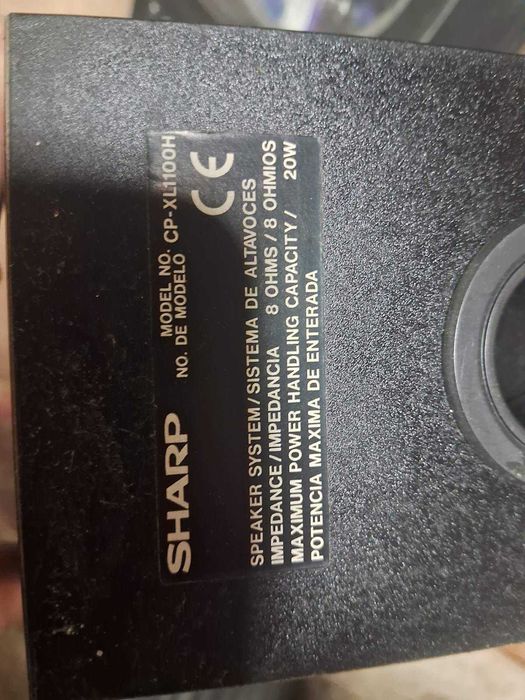 SHARP
MODEL NO.
NO. DE MODELO CP-XL1100H
CE
SPEAKER SYSTEM/SISTEMA DE ALTAVOCES
IMPEDANCE/IMPEDANCIA 8 OHMS/8 OHMIOS
MAXIMUM POWER HANDLING CAPACITY/ 20W
POTENCIA MAXIMA DE ENTERADA